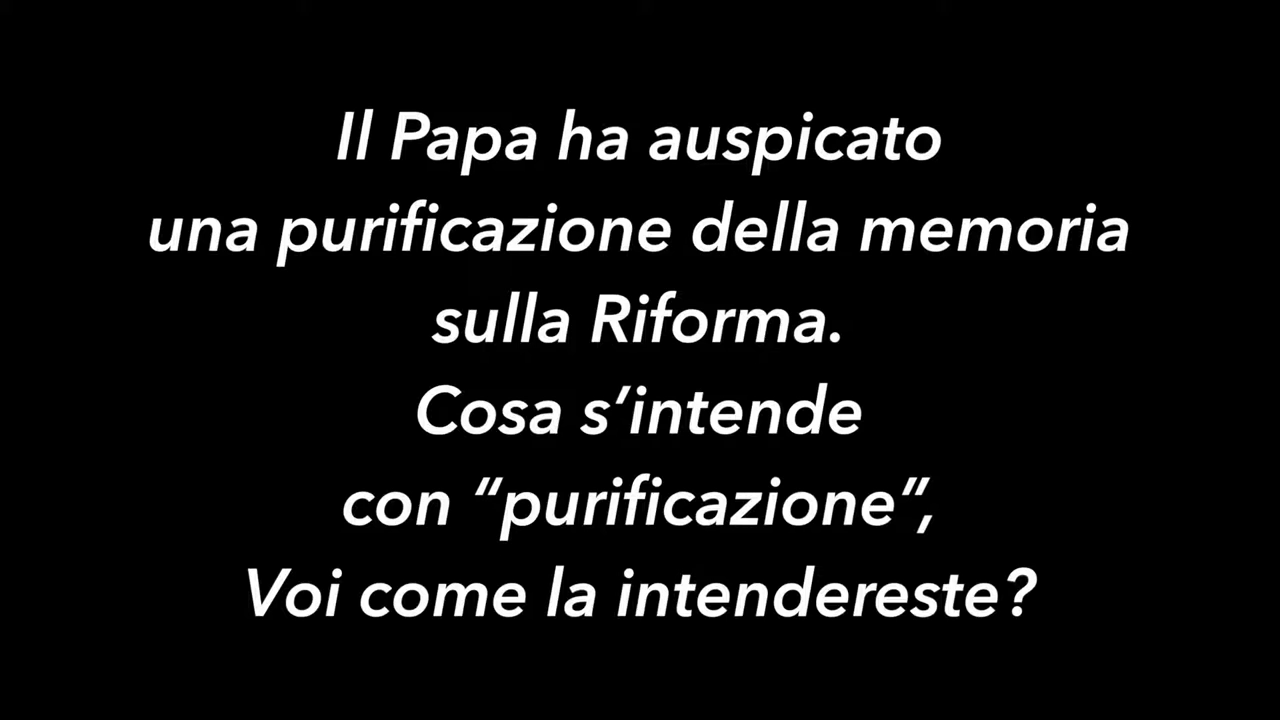 Il Papa ha auspicato
una purificazione della memoria
sulla Riforma.
Cosa s’intende
con “purificazione”,
Voi come la intendereste?